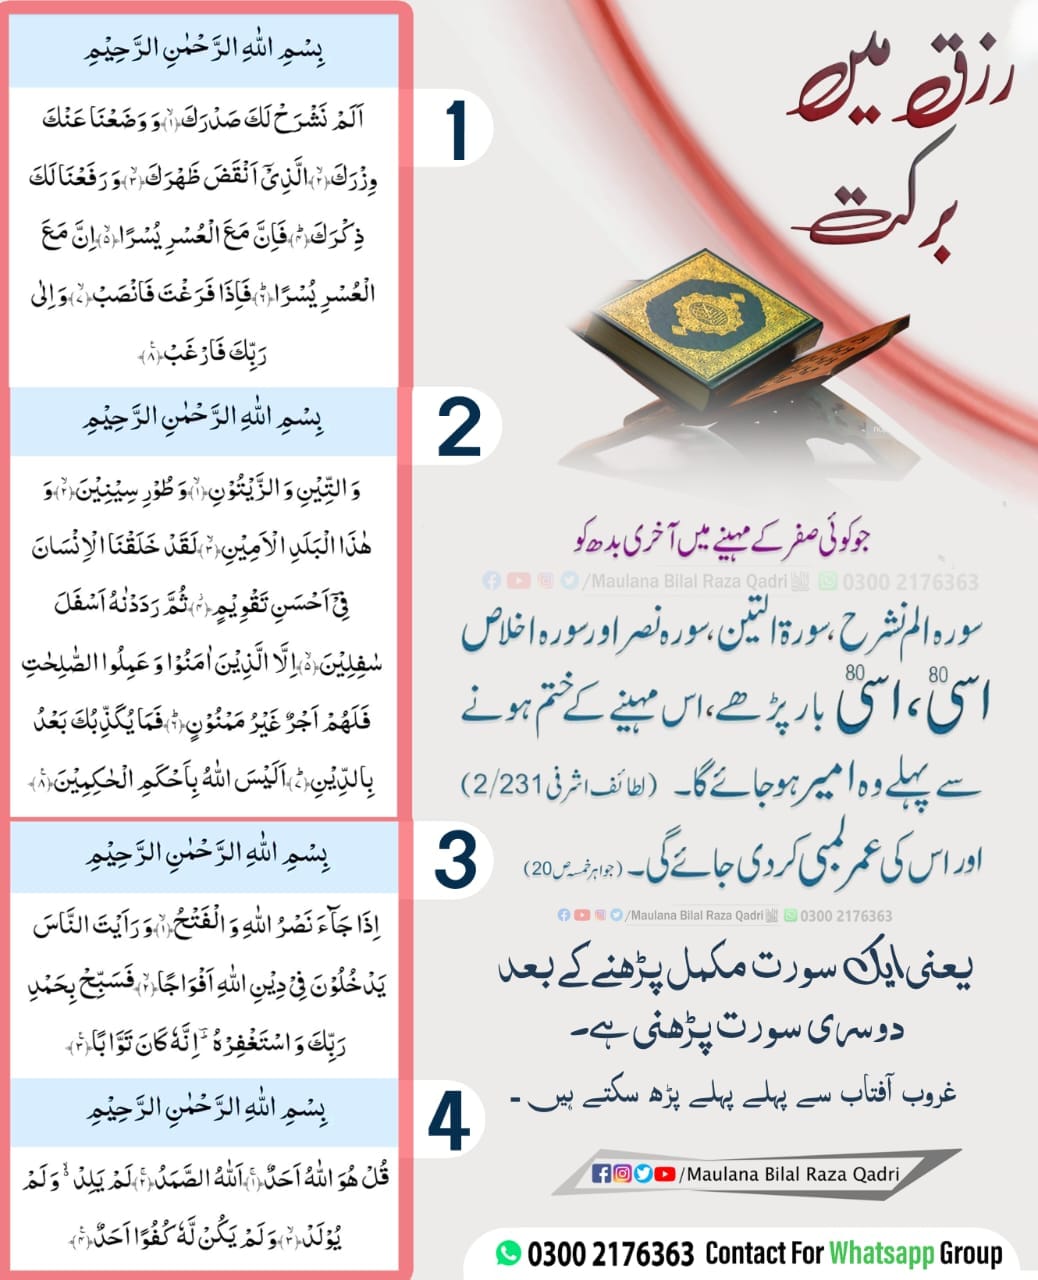 رزق میں
برکت
1
بِسْمِ اللّٰهِ الرَّحْمٰنِ الرَّحِيْمِ
اَلَمْ نَشْرَحْ لَكَ صَدْرَكَ﴿۱﴾ وَ وَضَعْنَا عَنْكَ
وِزْرَكَ﴿۲﴾ الَّذِیْۤ اَنْقَضَ ظَهْرَكَ﴿۳﴾ وَ رَفَعْنَا لَكَ
ذِكْرَكَ﴿۴﴾ فَاِنَّ مَعَ الْعُسْرِ يُسْرًا﴿۵﴾ اِنَّ مَعَ
الْعُسْرِ يُسْرًا﴿۶﴾ فَاِذَا فَرَغْتَ فَانْصَبْ﴿۷﴾ وَ اِلٰی
رَبِّكَ فَارْغَبْ﴿۸﴾
2
بِسْمِ اللّٰهِ الرَّحْمٰنِ الرَّحِيْمِ
وَ التِّيْنِ وَ الزَّيْتُوْنِ﴿۱﴾ وَ طُوْرِ سِيْنِيْنَ﴿۲﴾ وَ
هٰذَا الْبَلَدِ الْاَمِيْنِ﴿۳﴾ لَقَدْ خَلَقْنَا الْاِنْسَانَ
فِیْۤ اَحْسَنِ تَقْوِيْمٍ﴿۴﴾ ثُمَّ رَدَدْنٰهُ اَسْفَلَ
سٰفِلِيْنَ﴿۵﴾ اِلَّا الَّذِيْنَ اٰمَنُوْا وَ عَمِلُوا الصّٰلِحٰتِ
فَلَهُمْ اَجْرٌ غَيْرُ مَمْنُوْنٍ﴿۶﴾ فَمَا يُكَذِّبُكَ بَعْدُ
بِالدِّيْنِ﴿۷﴾ اَلَيْسَ اللّٰهُ بِاَحْكَمِ الْحٰكِمِيْنَ﴿۸﴾
3
بِسْمِ اللّٰهِ الرَّحْمٰنِ الرَّحِيْمِ
اِذَا جَآءَ نَصْرُ اللّٰهِ وَ الْفَتْحُ﴿۱﴾ وَ رَاَيْتَ النَّاسَ
يَدْخُلُوْنَ فِیْ دِيْنِ اللّٰهِ اَفْوَاجًا﴿۲﴾ فَسَبِّحْ بِحَمْدِ
رَبِّكَ وَ اسْتَغْفِرْهُ ؕ اِنَّهٗ كَانَ تَوَّابًا﴿۳﴾
4
بِسْمِ اللّٰهِ الرَّحْمٰنِ الرَّحِيْمِ
قُلْ هُوَ اللّٰهُ اَحَدٌ﴿۱﴾ اَللّٰهُ الصَّمَدُ﴿۲﴾ لَمْ يَلِدْ ۙ وَ لَمْ
يُوْلَدْ﴿۳﴾ وَ لَمْ يَكُنْ لَّهٗ كُفُوًا اَحَدٌ﴿۴﴾
جو کوئی صفر کے مہینے میں آخری بدھ کو
/Maulana Bilal Raza Qadri 0300 2176363
سورہ الم نشرح، سورۃ التین، سورہ نصر اور سورہ اخلاص
اسی80، اسی80 بار پڑھے، اس مہینے کے ختم ہونے
سے پہلے وہ امیر ہو جائے گا۔ (لطائف اشرفی 2/231)
اور اس کی عمر لمبی کر دی جائے گی۔ (جواہر خمسہ ص20)
/Maulana Bilal Raza Qadri 0300 2176363
یعنی ایک سورت مکمل پڑھنے کے بعد
دوسری سورت پڑھنی ہے۔
غروب آفتاب سے پہلے پہلے پڑھ سکتے ہیں ۔
/Maulana Bilal Raza Qadri
0300 2176363 Contact For Whatsapp Group